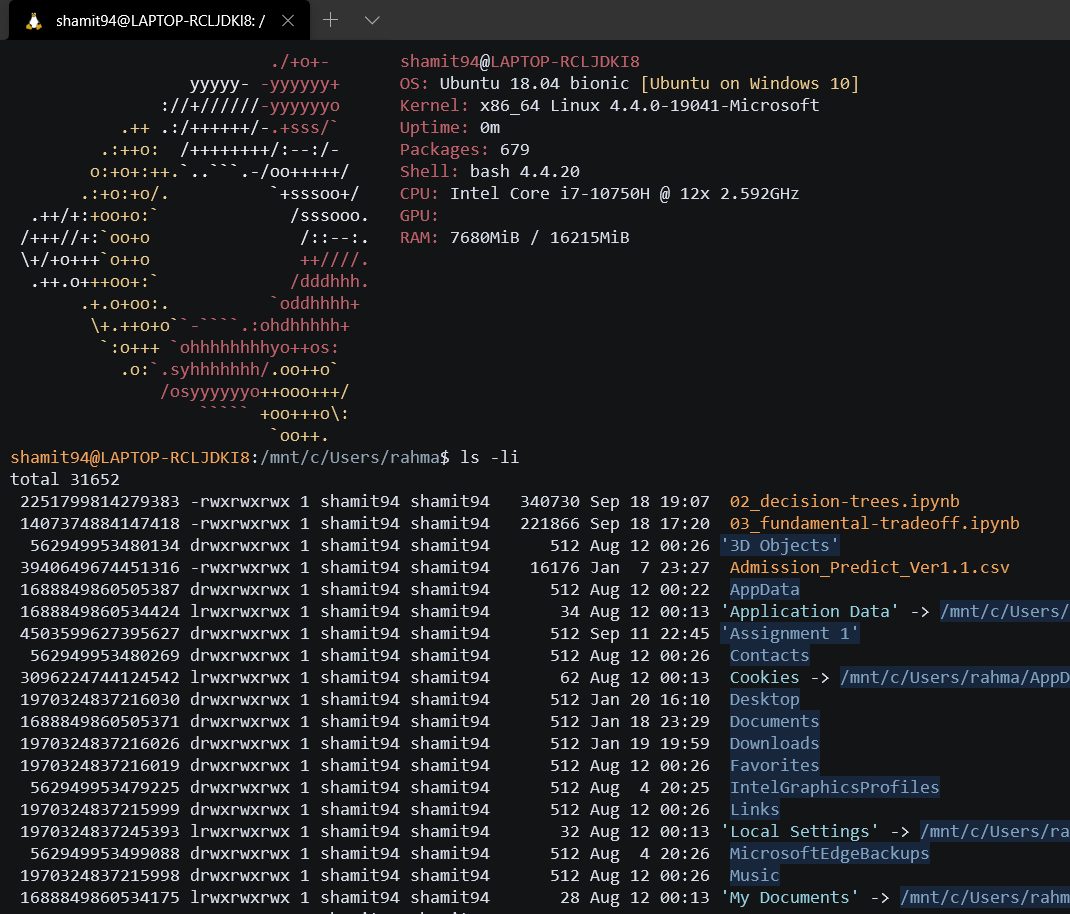 shamit94@LAPTOP-RCLJDKI8: /
./+o+- shamit94@LAPTOP-RCLJDKI8
yyyyy- -yyyyyy+ OS: Ubuntu 18.04 bionic [Ubuntu on Windows 10]
://+//////-yyyyyyo Kernel: x86_64 Linux 4.4.0-19041-Microsoft
.++ .:/++++++/-.+sss/` Uptime: 0m
.:++o: /++++++++/:--:/- Packages: 679
o:+o+:++.`..```.-/oo+++++/ Shell: bash 4.4.20
.:+o:+o/. `+sssoo+/ CPU: Intel Core i7-10750H @ 12x 2.592GHz
.++/+:+oo+o:` /sssooo. GPU:
/+++//+:`oo+o /::--:. RAM: 7680MiB / 16215MiB
\+/+o+++`o++o ++////.
.++.o+++oo+:` /dddhhh.
.+.o+oo:. `oddhhhh+
\+.++o+o``-````.:ohdhhhhh+
`:o+++ `ohhhhhhhhyo++os:
.o:`.syhhhhhhh/.oo++o`
/osyyyyyyo++ooo+++/
````` +oo+++o\:
`oo++.
shamit94@LAPTOP-RCLJDKI8:/mnt/c/Users/rahma$ ls -li
total 31652
2251799814279383 -rwxrwxrwx 1 shamit94 shamit94 340730 Sep 18 19:07 02_decision-trees.ipynb
1407374884147418 -rwxrwxrwx 1 shamit94 shamit94 221866 Sep 18 17:20 03_fundamental-tradeoff.ipynb
562949953480134 drwxrwxrwx 1 shamit94 shamit94 512 Aug 12 00:26 '3D Objects'
3940649674451316 -rwxrwxrwx 1 shamit94 shamit94 16176 Jan 7 23:27 Admission_Predict_Ver1.1.csv
1688849860505387 drwxrwxrwx 1 shamit94 shamit94 512 Aug 12 00:22 AppData
1688849860534424 lrwxrwxrwx 1 shamit94 shamit94 34 Aug 12 00:13 'Application Data' -> /mnt/c/Users/
4503599627395627 drwxrwxrwx 1 shamit94 shamit94 512 Sep 11 22:45 'Assignment 1'
562949953480269 drwxrwxrwx 1 shamit94 shamit94 512 Aug 12 00:26 Contacts
3096224744124542 lrwxrwxrwx 1 shamit94 shamit94 62 Aug 12 00:13 Cookies -> /mnt/c/Users/rahma/AppD
1970324837216030 drwxrwxrwx 1 shamit94 shamit94 512 Jan 20 16:10 Desktop
1688849860505371 drwxrwxrwx 1 shamit94 shamit94 512 Jan 18 23:29 Documents
1970324837216026 drwxrwxrwx 1 shamit94 shamit94 512 Jan 19 19:59 Downloads
1970324837216019 drwxrwxrwx 1 shamit94 shamit94 512 Aug 12 00:26 Favorites
562949953479225 drwxrwxrwx 1 shamit94 shamit94 512 Aug 4 20:25 IntelGraphicsProfiles
1970324837215999 drwxrwxrwx 1 shamit94 shamit94 512 Aug 12 00:26 Links
1970324837245393 lrwxrwxrwx 1 shamit94 shamit94 32 Aug 12 00:13 'Local Settings' -> /mnt/c/Users/ra
562949953499088 drwxrwxrwx 1 shamit94 shamit94 512 Aug 4 20:26 MicrosoftEdgeBackups
1970324837215998 drwxrwxrwx 1 shamit94 shamit94 512 Aug 12 00:26 Music
1688849860534175 lrwxrwxrwx 1 shamit94 shamit94 28 Aug 12 00:13 'My Documents' -> /mnt/c/Users/rahm